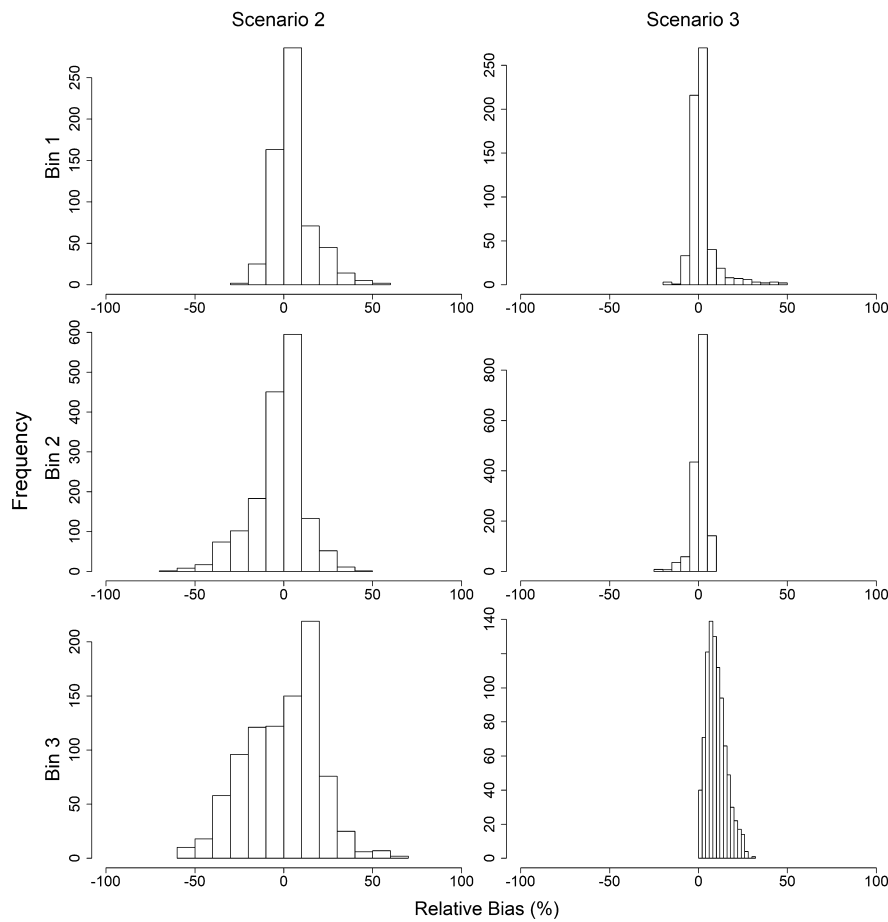 Scenario 2
Scenario 3
Frequency
Bin 1
0 50 100 150 200 250
-100 -50 0 50 100
0 50 100 150 200 250
-100 -50 0 50 100
Bin 2
0 100 200 300 400 500 600
-100 -50 0 50 100
0 200 400 600 800
-100 -50 0 50 100
Bin 3
0 50 100 150 200
-100 -50 0 50 100
0 20 40 60 80 100 140
-100 -50 0 50 100
Relative Bias (%)